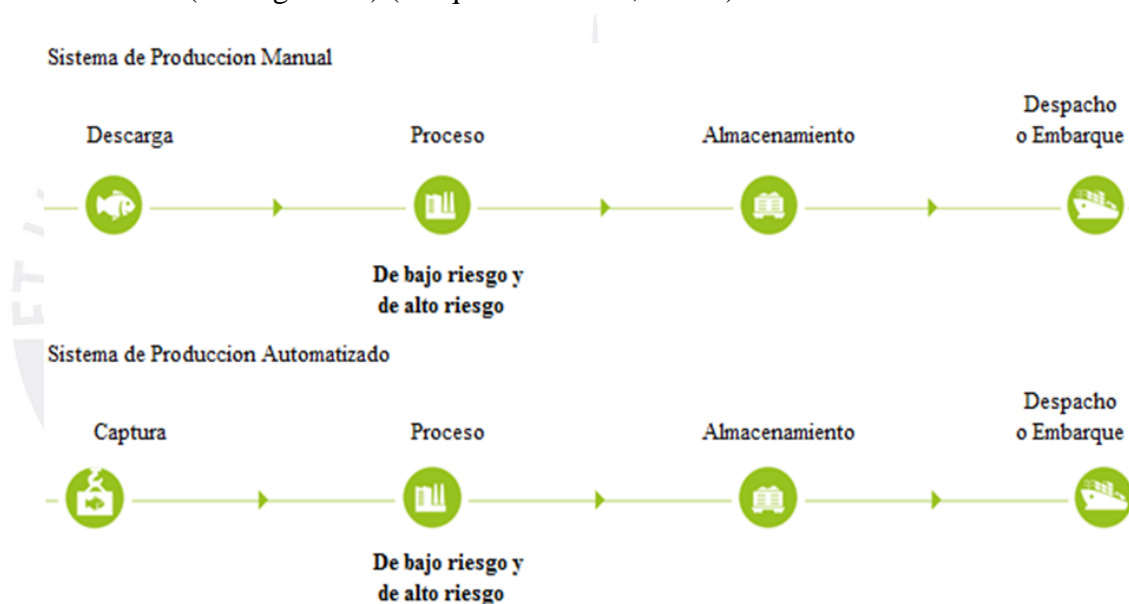 Sistema de Produccion Manual
Descarga
Proceso
Almacenamiento
Despacho
o Embarque
De bajo riesgo y
de alto riesgo
Sistema de Produccion Automatizado
Captura
Proceso
Almacenamiento
Despacho
o Embarque
De bajo riesgo y
de alto riesgo